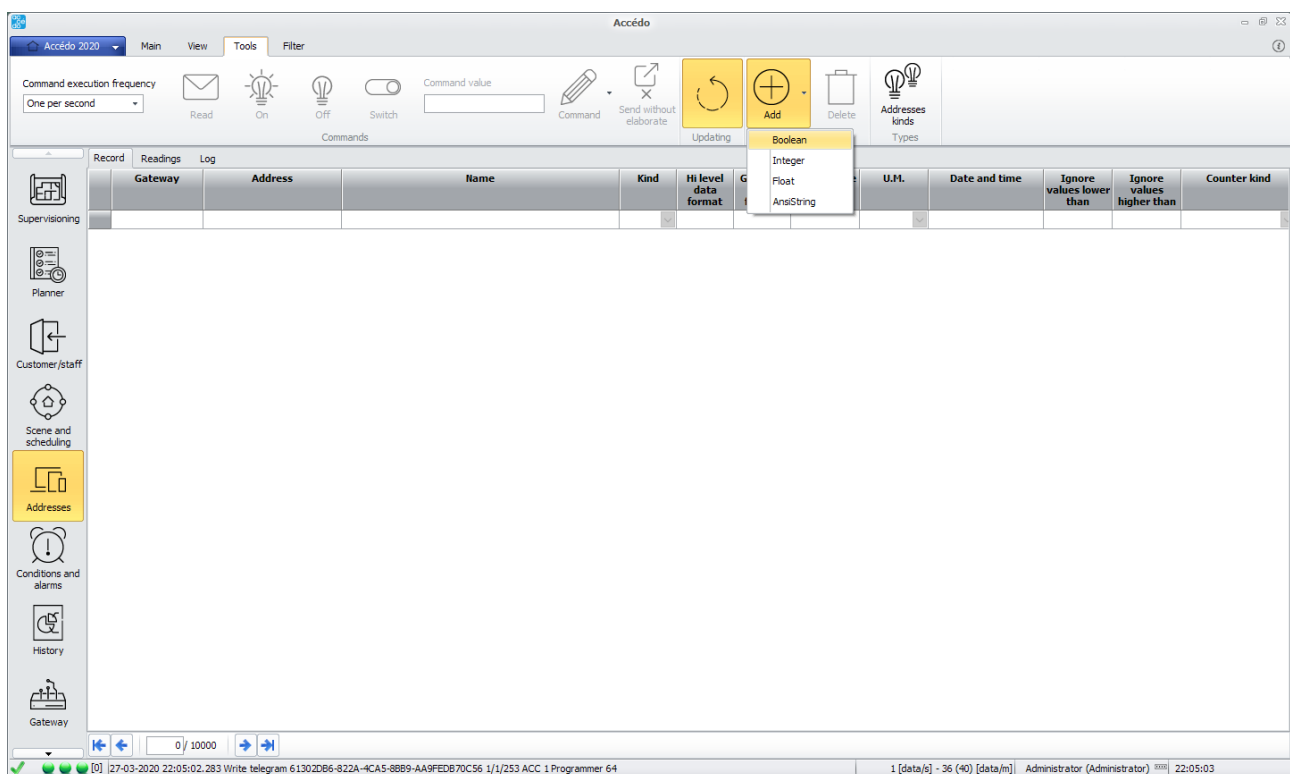 Accédo
Accédo 2020 Main View Tools Filter
Command execution frequency
One per second
Read On Off Switch
Command value
Command
Send without
elaborate
Add
Delete
Addresses
kinds
Commands
Updating
Types
Boolean
Integer
Float
AnsiString
Record Readings Log
Gateway
Address
Name
Kind
Hi level
data
format
U.M.
Date and time
Ignore
values lower
than
Ignore
values
higher than
Counter kind
Supervisioning
Planner
Customer/staff
Scene and
scheduling
Addresses
Conditions and
alarms
History
Gateway
0 / 10000
[0] 27-03-2020 22:05:02.283 Write telegram 61302DB6-822A-4CA5-8BB9-AA9FEDB70C56 1/1/253 ACC 1 Programmer 64
1 [data/s] - 36 (40) [data/m] Administrator (Administrator) 22:05:03